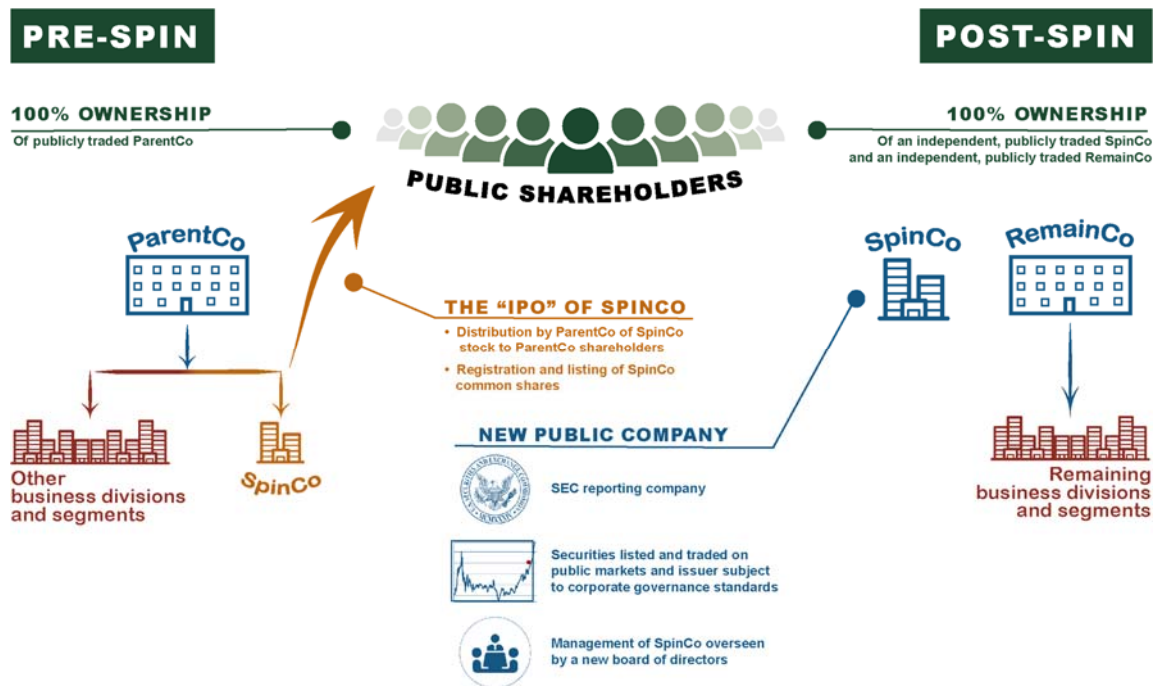 PRE-SPIN
POST-SPIN
100% OWNERSHIP
Of publicly traded ParentCo
PUBLIC SHAREHOLDERS
100% OWNERSHIP
Of an independent, publicly traded SpinCo
and an independent, publicly traded RemainCo
ParentCo
Other
business divisions
and segments
SpinCo
THE “IPO” OF SPINCO
• Distribution by ParentCo of SpinCo
stock to ParentCo shareholders
• Registration and listing of SpinCo
common shares
SpinCo
RemainCo
Remaining
business divisions
and segments
NEW PUBLIC COMPANY
SEC reporting company
Securities listed and traded on
public markets and issuer subject
to corporate governance standards
Management of SpinCo overseen
by a new board of directors